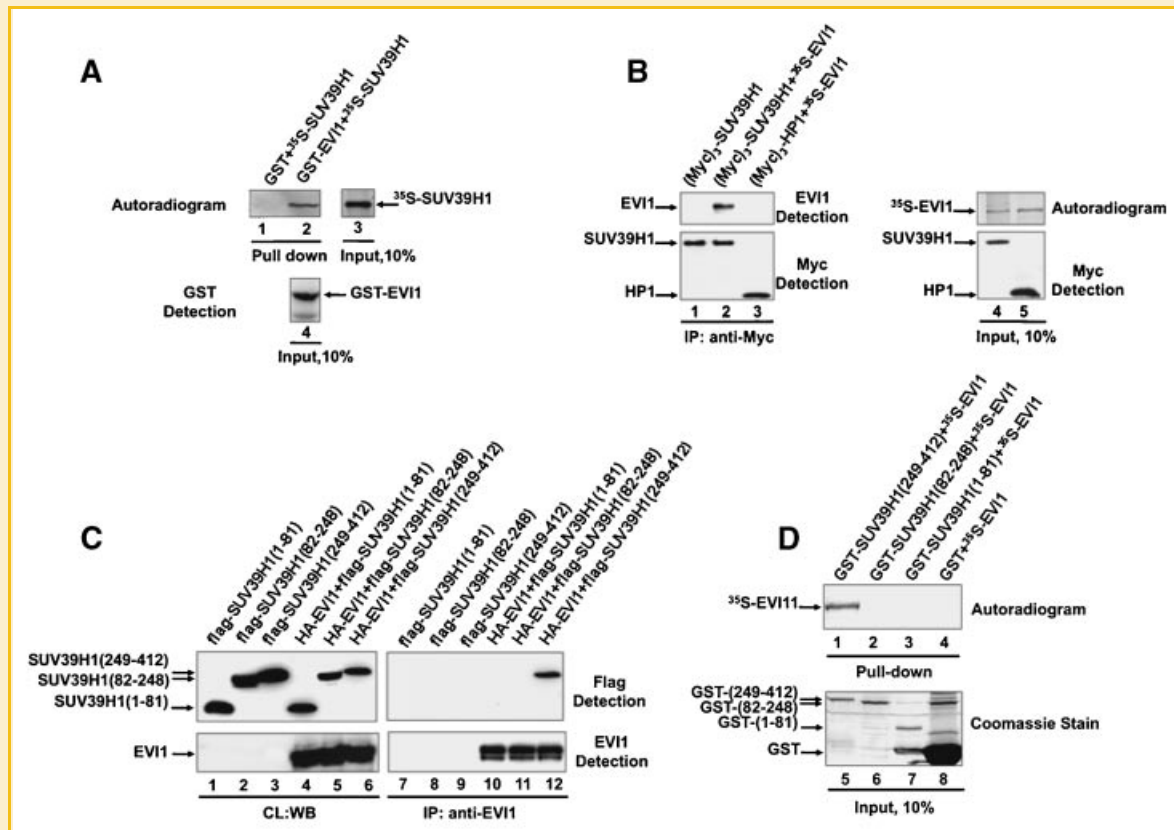 A
GST+³⁵S-SUV39H1
GST-EVI1+³⁵S-SUV39H1
Autoradiogram
³⁵S-SUV39H1
1 2 3
Pull down Input,10%
GST
Detection
GST-EVI1
4
Input,10%
B
(Myc)₃-SUV39H1
(Myc)₃-SUV39H1+³⁵S-EVI1
(Myc)₃-HP1+³⁵S-EVI1
EVI1
EVI1
Detection
SUV39H1
Myc
Detection
HP1
1 2 3
IP: anti-Myc
³⁵S-EVI1
Autoradiogram
SUV39H1
Myc
Detection
HP1
4 5
Input, 10%
C
flag-SUV39H1(1-81)
flag-SUV39H1(82-248)
flag-SUV39H1(249-412)
HA-EVI1+flag-SUV39H1(1-81)
HA-EVI1+flag-SUV39H1(82-248)
HA-EVI1+flag-SUV39H1(249-412)
flag-SUV39H1(1-81)
flag-SUV39H1(82-248)
flag-SUV39H1(249-412)
HA-EVI1+flag-SUV39H1(1-81)
HA-EVI1+flag-SUV39H1(82-248)
HA-EVI1+flag-SUV39H1(249-412)
SUV39H1(249-412)
SUV39H1(82-248)
SUV39H1(1-81)
Flag
Detection
EVI1
EVI1
Detection
1 2 3 4 5 6 7 8 9 10 11 12
CL:WB IP: anti-EVI1
D
GST-SUV39H1(249-412)+³⁵S-EVI1
GST-SUV39H1(82-248)+³⁵S-EVI1
GST-SUV39H1(1-81)+³⁵S-EVI1
GST+³⁵S-EVI1
³⁵S-EVI11
Autoradiogram
1 2 3 4
Pull-down
GST-(249-412)
GST-(82-248)
GST-(1-81)
GST
Coomassie Stain
5 6 7 8
Input, 10%